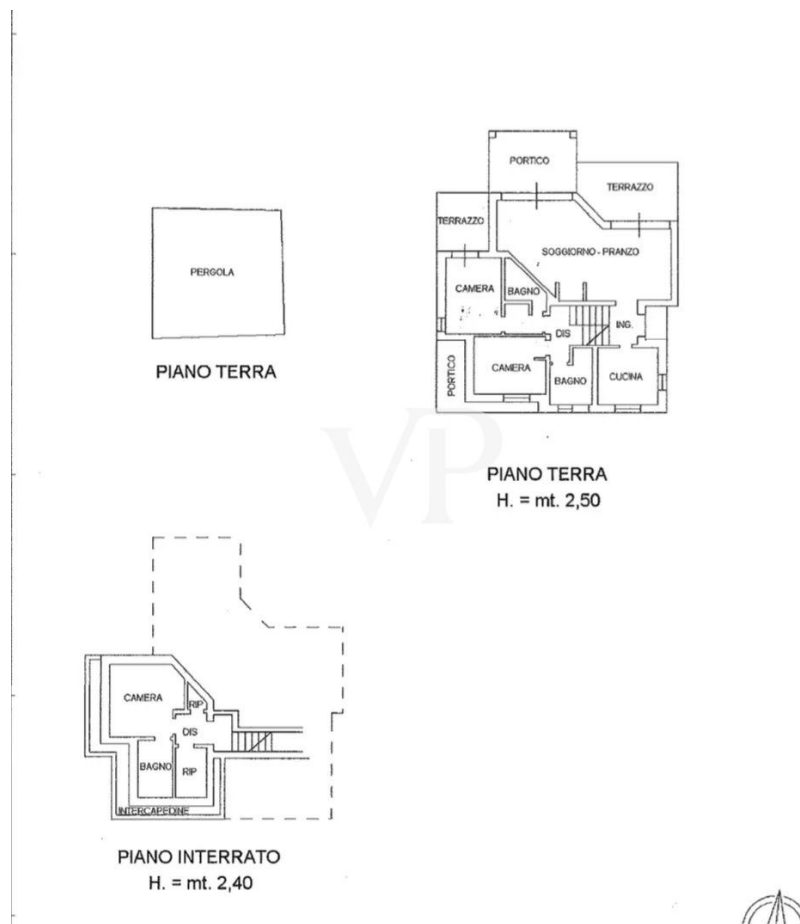 PORTICO
TERRAZZO
TERRAZZO
SOGGIORNO - PRANZO
PERGOLA
CAMERA
BAGNO
DIS
ING.
PIANO TERRA
PORTICO
CAMERA
BAGNO
CUCINA
VP
PIANO TERRA
H. = mt. 2,50
CAMERA
RIP
DIS
BAGNO
RIP
INTERCAPEDINE
PIANO INTERRATO
H. = mt. 2,40